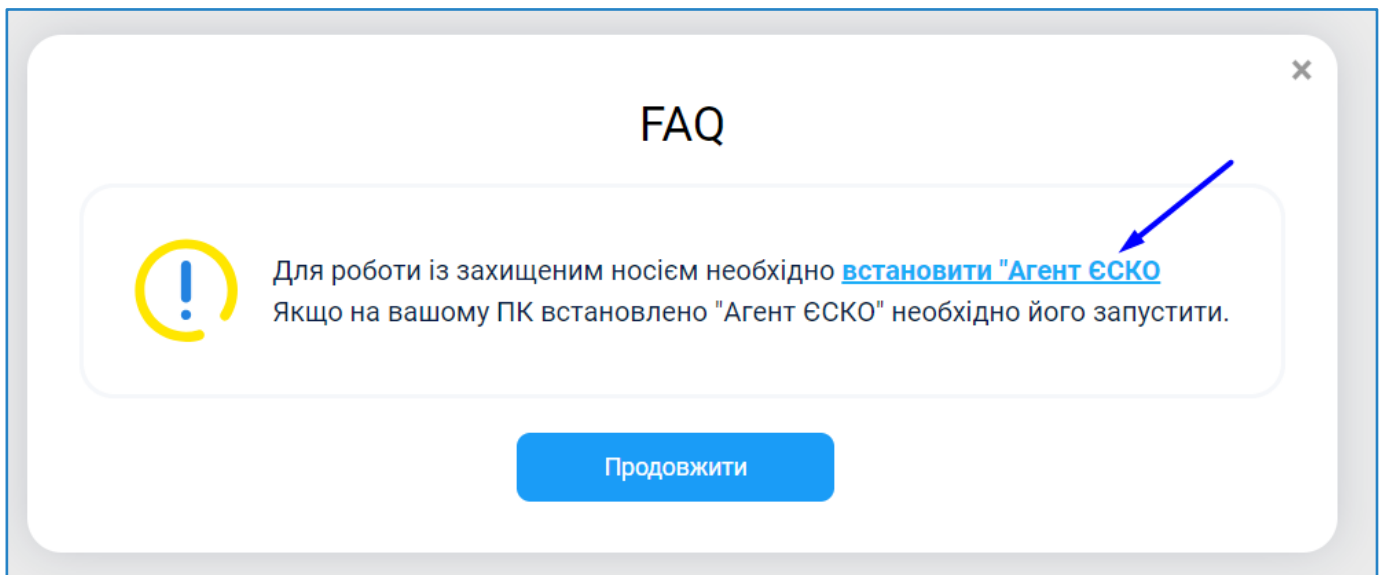 FAQ
Для роботи із захищеним носієм необхідно встановити "Агент ЄСКО
Якщо на вашому ПК встановлено "Агент ЄСКО" необхідно його запустити.
Продовжити